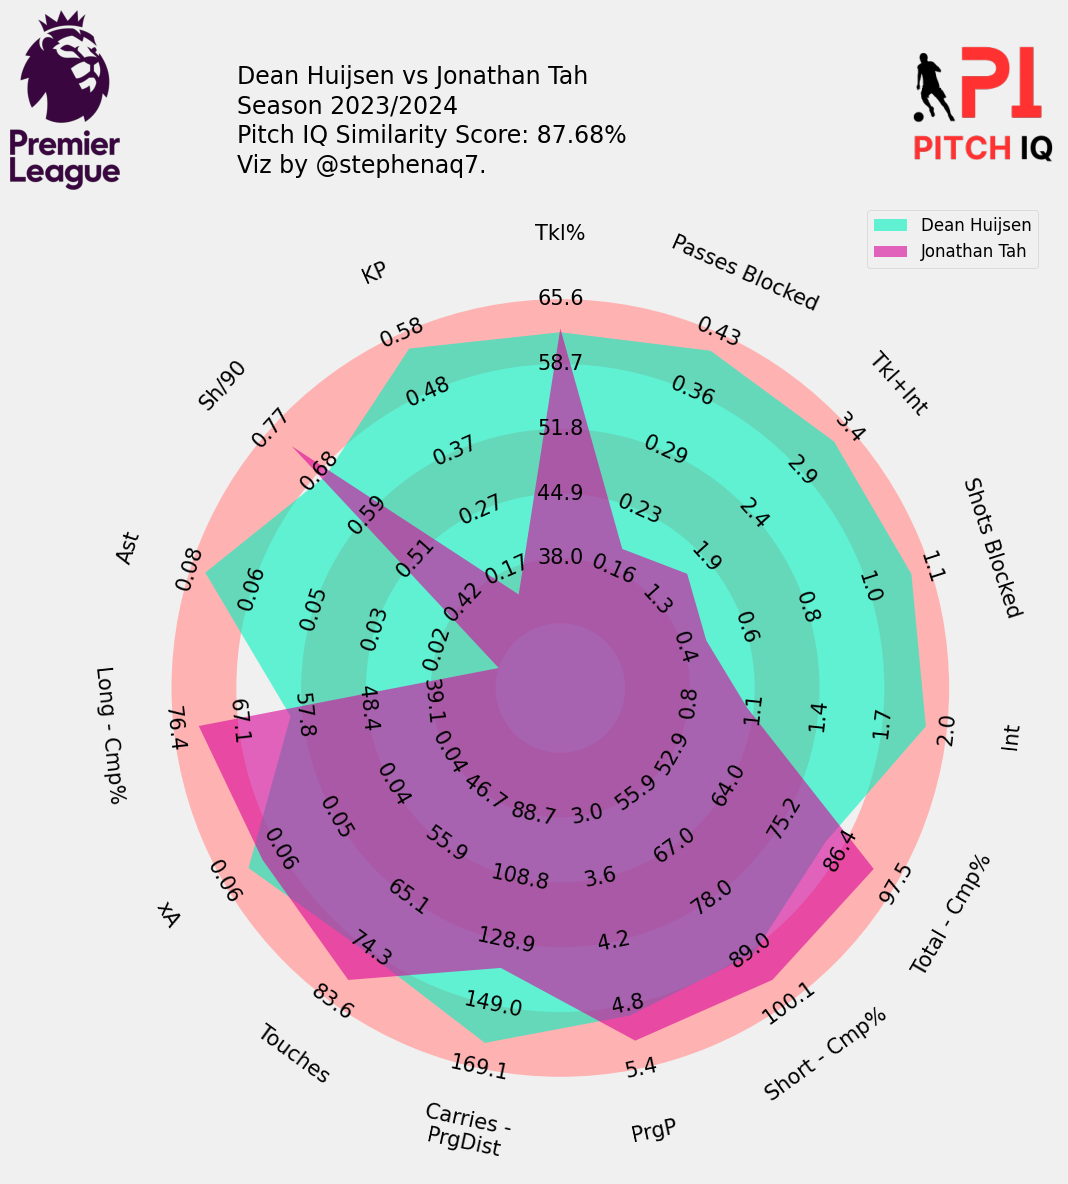 Premier
League
Dean Huijsen vs Jonathan Tah
Season 2023/2024
Pitch IQ Similarity Score: 87.68%
Viz by @stephenaq7.
PI
PITCH IQ
Dean Huijsen
Jonathan Tah
Tkl%
65.6
58.7
51.8
44.9
38.0
Passes Blocked
0.43
0.36
0.29
0.23
0.16
Tkl+Int
3.4
2.9
2.4
1.9
1.3
Shots Blocked
1.1
1.0
0.8
0.6
0.4
Int
2.0
1.7
1.4
1.1
0.8
Total - Cmp%
97.5
86.4
75.2
64.0
52.9
Short - Cmp%
100.1
89.0
78.0
67.0
55.9
PrgP
5.4
4.8
4.2
3.6
3.0
Carries -
PrgDist
169.1
149.0
128.9
108.8
88.7
Touches
83.6
74.3
65.1
55.9
46.7
xA
0.06
0.06
0.05
0.04
0.04
Long - Cmp%
76.4
67.1
57.8
48.4
39.1
Ast
0.08
0.06
0.05
0.03
0.02
Sh/90
0.77
0.68
0.59
0.51
0.42
KP
0.58
0.48
0.37
0.27
0.17